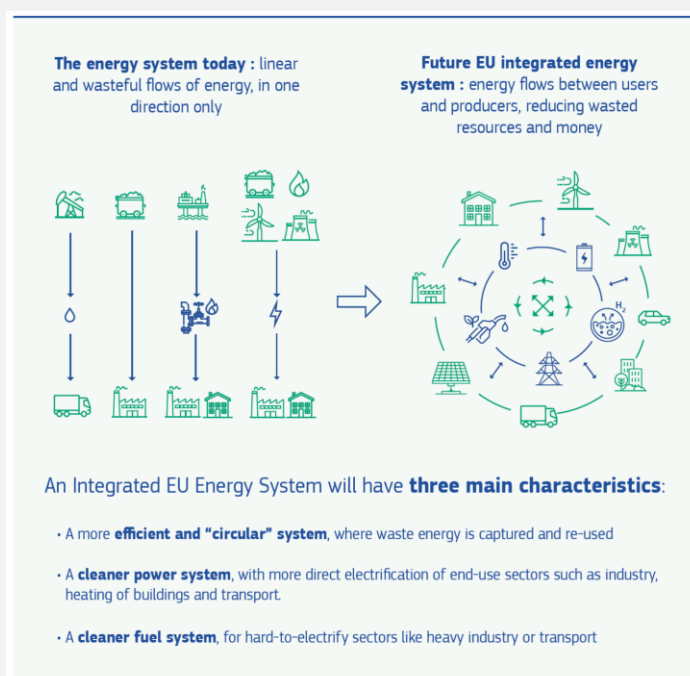 The energy system today : linear
and wasteful flows of energy, in one
direction only
Future EU integrated energy
system : energy flows between users
and producers, reducing wasted
resources and money
H₂
An Integrated EU Energy System will have three main characteristics:
• A more efficient and “circular” system, where waste energy is captured and re-used
• A cleaner power system, with more direct electrification of end-use sectors such as industry,
heating of buildings and transport.
• A cleaner fuel system, for hard-to-electrify sectors like heavy industry or transport